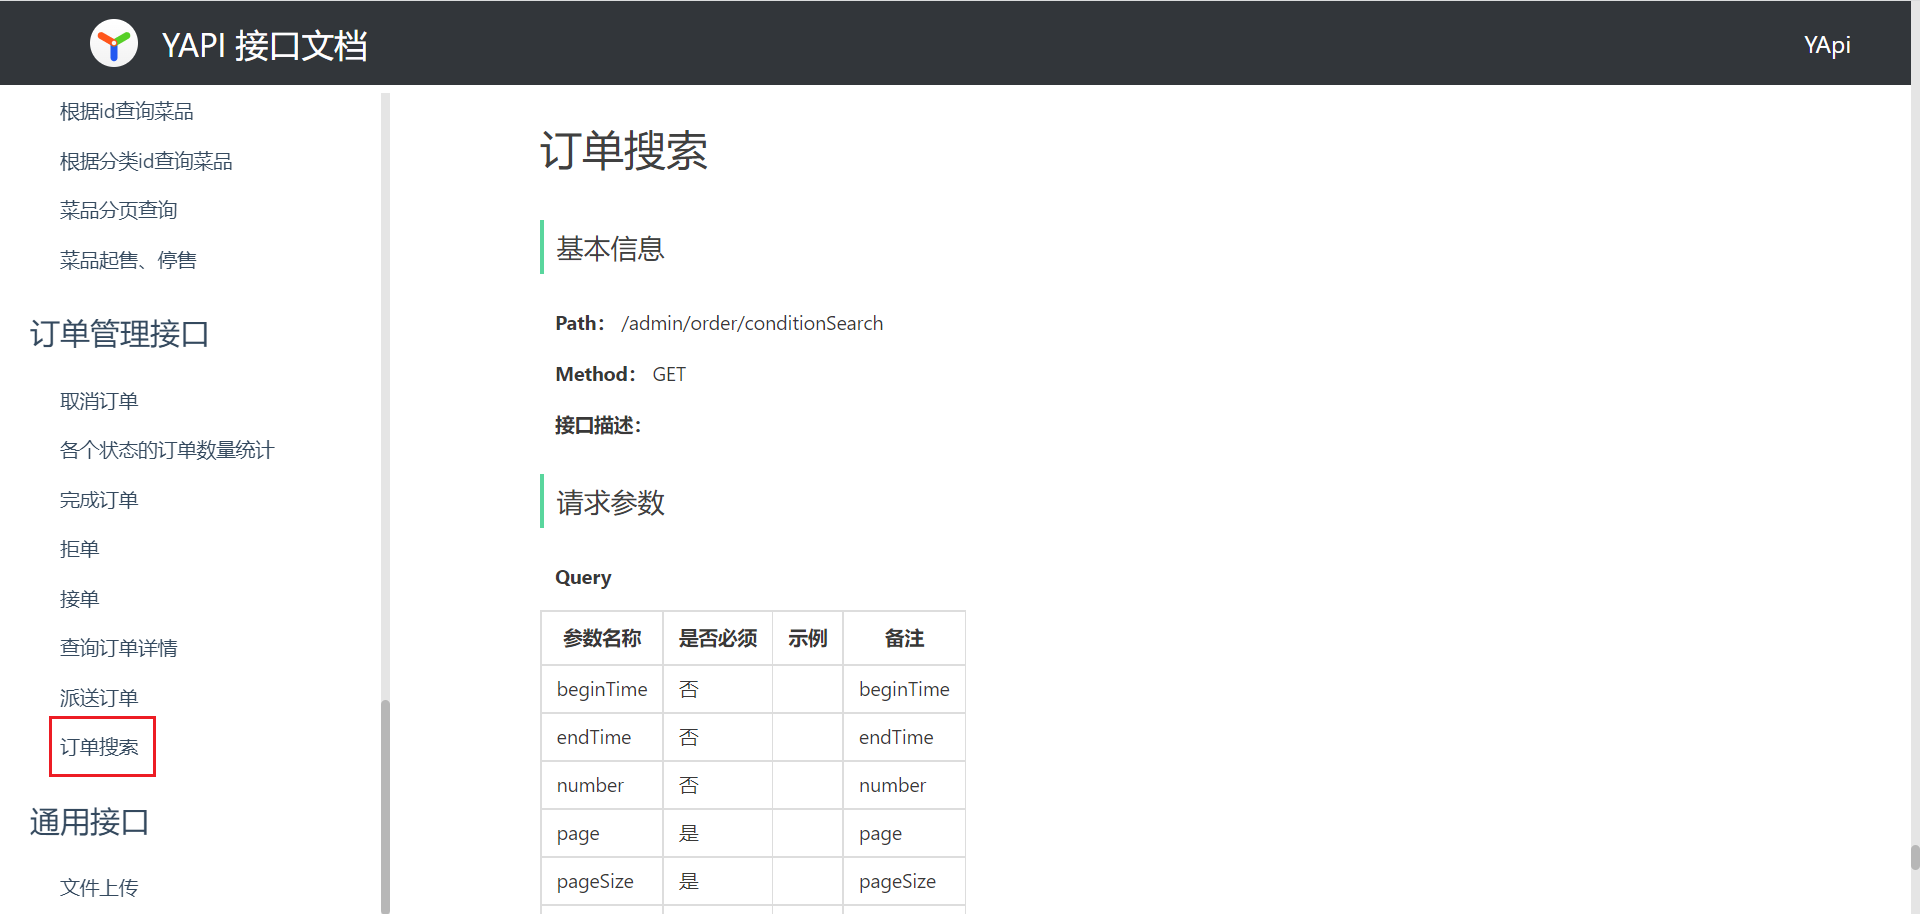 YAPI 接口文档
YApi
根据id查询菜品
根据分类id查询菜品
菜品分页查询
菜品起售、停售
订单管理接口
取消订单
各个状态的订单数量统计
完成订单
拒单
接单
查询订单详情
派送订单
订单搜索
通用接口
文件上传
订单搜索
基本信息
Path： /admin/order/conditionSearch
Method： GET
接口描述：
请求参数
Query
参数名称 是否必须 示例 备注
beginTime 否 beginTime
endTime 否 endTime
number 否 number
page 是 page
pageSize 是 pageSize